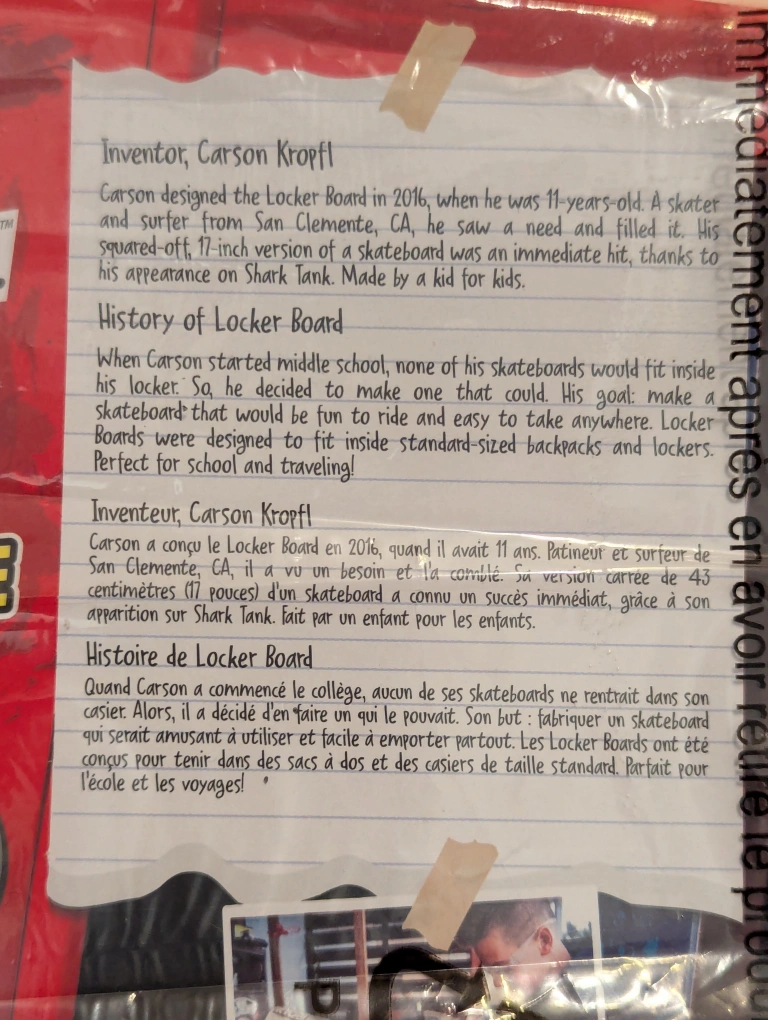 Inventor, Carson Kropfl
Carson designed the Locker Board in 2016, when he was 11-years-old. A skater
and surfer from San Clemente, CA, he saw a need and filled it. His
squared-off, 17-inch version of a skateboard was an immediate hit, thanks to
his appearance on Shark Tank. Made by a kid for kids.
History of Locker Board
When Carson started middle school, none of his skateboards would fit inside
his locker. So, he decided to make one that could. His goal: make a
skateboard that would be fun to ride and easy to take anywhere. Locker
Boards were designed to fit inside standard-sized backpacks and lockers.
Perfect for school and traveling!
Inventeur, Carson Kropfl
Carson a conçu le Locker Board en 2016, quand il avait 11 ans. Patineur et surfeur de
San Clemente, CA, il a vu un besoin et l'a comblé. Sa version carrée de 43
centimètres (17 pouces) d'un skateboard a connu un succès immédiat, grâce à son
apparition sur Shark Tank. Fait par un enfant pour les enfants.
Histoire de Locker Board
Quand Carson a commencé le collège, aucun de ses skateboards ne rentrait dans son
casier. Alors, il a décidé d'en faire un qui le pouvait. Son but : fabriquer un skateboard
qui serait amusant à utiliser et facile à emporter partout. Les Locker Boards ont été
conçus pour tenir dans des sacs à dos et des casiers de taille standard. Parfait pour
l'école et les voyages!
TM
immédiatement après en avoir retiré le
P